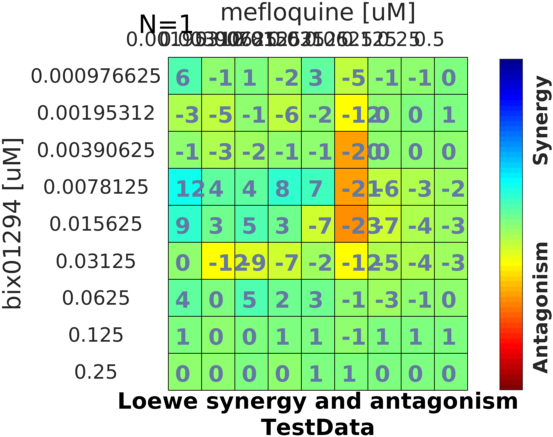 mefloquine [uM]
N=1
0.25 0.5
0.000976625 6 -1 1 -2 3 -5 -1 -1 0
0.00195312 -3 -5 -1 -6 -2 -12 0 0 1
0.00390625 -1 -3 -2 -1 -1 -20 0 0 0
0.0078125 12 4 4 8 7 -21 -6 -3 -2
0.015625 9 3 5 3 -7 -23 -7 -4 -3
0.03125 0 -12 -9 -7 -2 -12 -5 -4 -3
0.0625 4 0 5 2 3 -1 -3 -1 0
0.125 1 0 0 1 1 -1 1 1 1
0.25 0 0 0 0 1 1 0 0 0
bix01294 [uM]
Synergy
Antagonism
Loewe synergy and antagonism
TestData